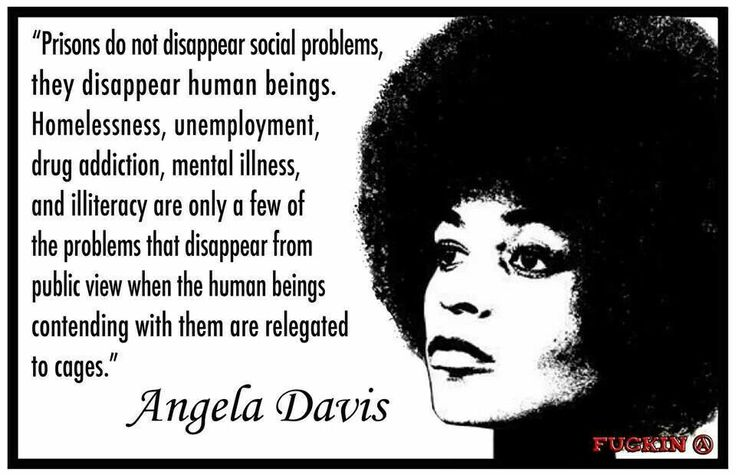 “Prisons do not disappear social problems,
they disappear human beings.
Homelessness, unemployment,
drug addiction, mental illness,
and illiteracy are only a few of
the problems that disappear from
public view when the human beings
contending with them are relegated
to cages.”
Angela Davis
FUGKIN Ⓐ